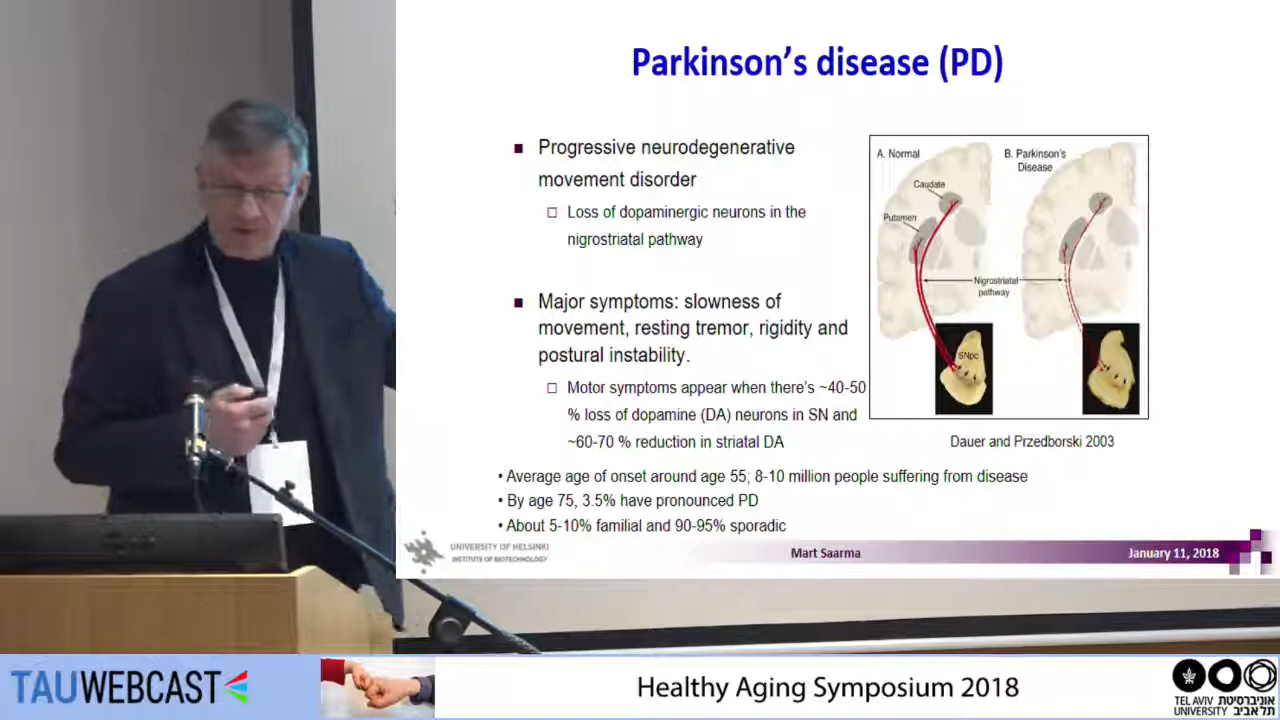 Parkinson's disease (PD)
■ Progressive neurodegenerative
movement disorder
□ Loss of dopaminergic neurons in the
nigrostriatal pathway
■ Major symptoms: slowness of
movement, resting tremor, rigidity and
postural instability.
□ Motor symptoms appear when there's ~40-50
% loss of dopamine (DA) neurons in SN and
~60-70 % reduction in striatal DA
A. Normal
B. Parkinson's
Disease
Caudate
Putamen
Nigrostriatal
pathway
SNpc
Dauer and Przedborski 2003
• Average age of onset around age 55; 8-10 million people suffering from disease
• By age 75, 3.5% have pronounced PD
• About 5-10% familial and 90-95% sporadic
UNIVERSITY OF HELSINKI
INSTITUTE OF BIOTECHNOLOGY
Mart Saarma
January 11, 2018
TAUWEBCAST
Healthy Aging Symposium 2018
TEL AVIV אוניברסיטת
UNIVERSITY תל אביב